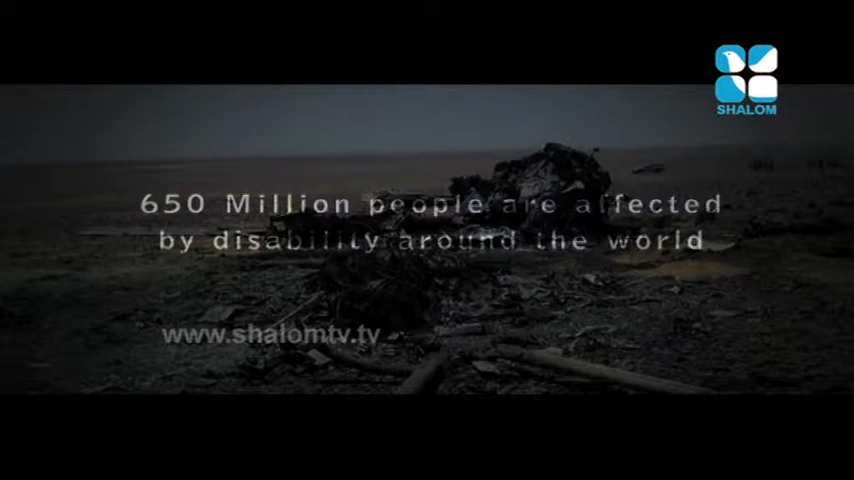 SHALOM
650 Million people are affected
by disability around the world
www.shalomtv.tv